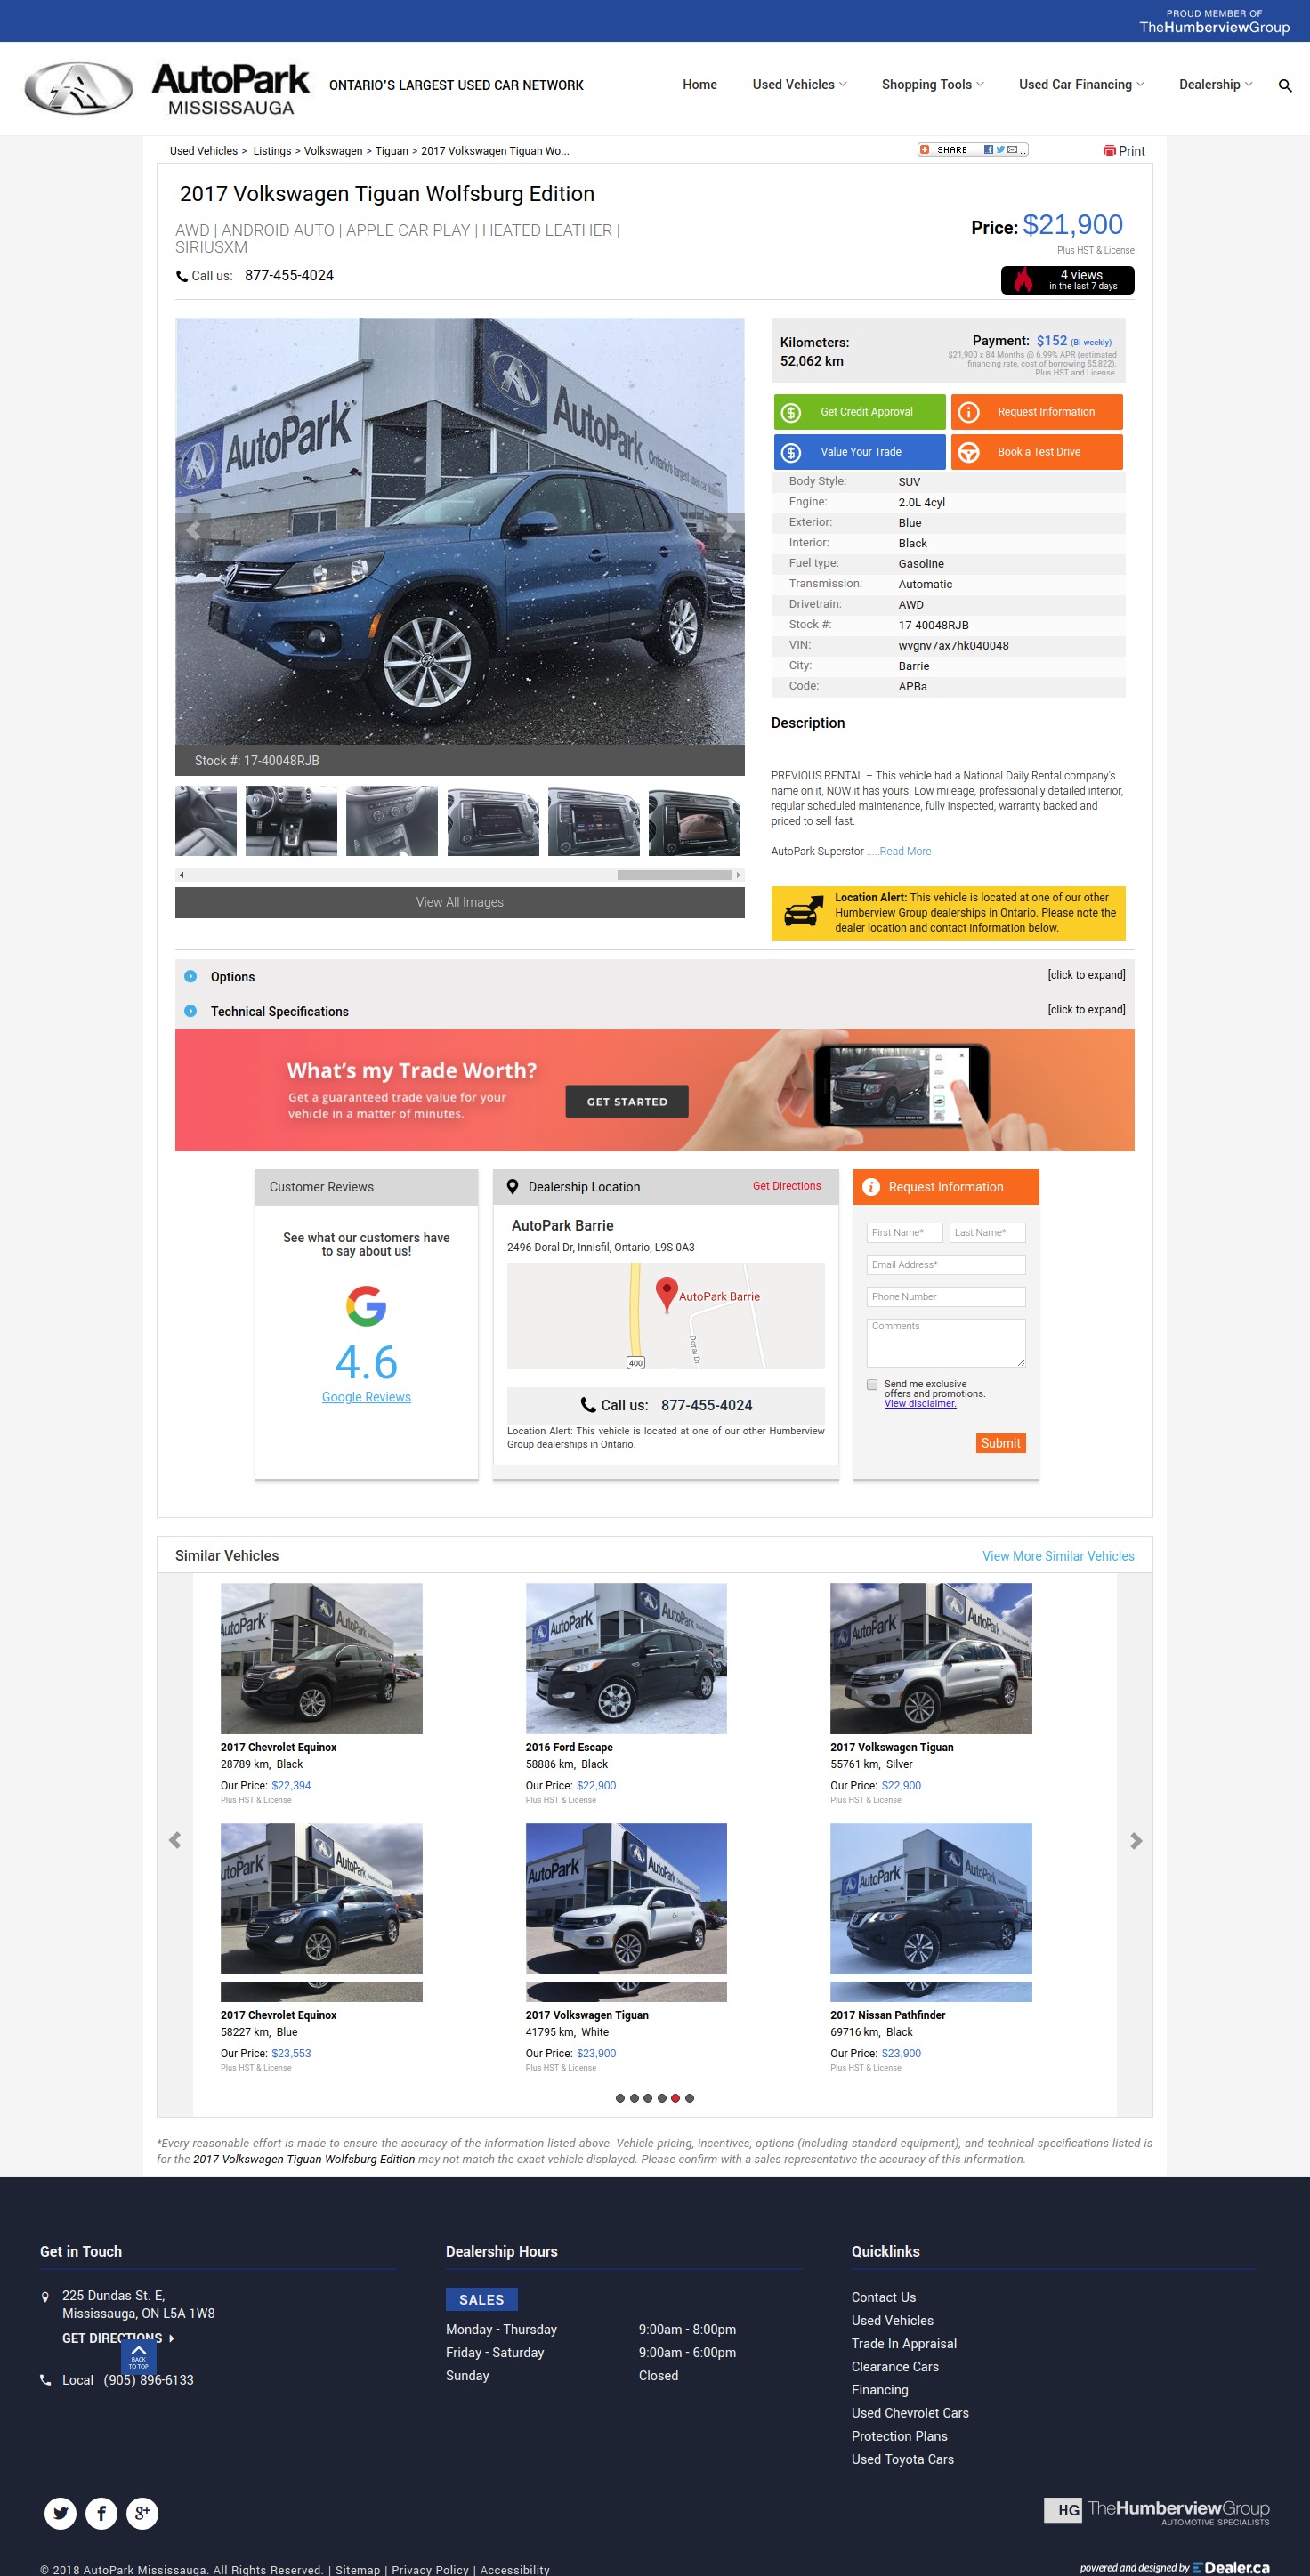 PROUD MEMBER OF
TheHumberviewGroup
AutoPark
MISSISSAUGA
ONTARIO'S LARGEST USED CAR NETWORK
Home
Used Vehicles
Shopping Tools
Used Car Financing
Dealership
Used Vehicles > Listings > Volkswagen > Tiguan > 2017 Volkswagen Tiguan Wo...
SHARE
Print
2017 Volkswagen Tiguan Wolfsburg Edition
AWD | ANDROID AUTO | APPLE CAR PLAY | HEATED LEATHER |
SIRIUSXM
Call us: 877-455-4024
Price: $21,900
Plus HST & License
4 views
in the last 7 days
AutoPark
AutoPark
Ontario's largest used car
Stock #: 17-40048RJB
View All Images
Kilometers:
52,062 km
Payment: $152 (Bi-weekly)
$21,900 x 84 Months @ 6.99% APR (estimated
financing rate, cost of borrowing $5,822).
Plus HST and License.
Get Credit Approval
Request Information
Value Your Trade
Book a Test Drive
Body Style: SUV
Engine: 2.0L 4cyl
Exterior: Blue
Interior: Black
Fuel type: Gasoline
Transmission: Automatic
Drivetrain: AWD
Stock #: 17-40048RJB
VIN: wvgnv7ax7hk040048
City: Barrie
Code: APBa
Description
PREVIOUS RENTAL – This vehicle had a National Daily Rental company's
name on it, NOW it has yours. Low mileage, professionally detailed interior,
regular scheduled maintenance, fully inspected, warranty backed and
priced to sell fast.
AutoPark Superstor .....Read More
Location Alert: This vehicle is located at one of our other
Humberview Group dealerships in Ontario. Please note the
dealer location and contact information below.
Options
[click to expand]
Technical Specifications
[click to expand]
What's my Trade Worth?
Get a guaranteed trade value for your
vehicle in a matter of minutes.
GET STARTED
Customer Reviews
See what our customers have
to say about us!
4.6
Google Reviews
Dealership Location
Get Directions
AutoPark Barrie
2496 Doral Dr, Innisfil, Ontario, L9S 0A3
AutoPark Barrie
Doral Dr
400
Call us: 877-455-4024
Location Alert: This vehicle is located at one of our other Humberview
Group dealerships in Ontario.
Request Information
First Name*
Last Name*
Email Address*
Phone Number
Comments
Send me exclusive
offers and promotions.
View disclaimer.
Submit
Similar Vehicles
View More Similar Vehicles
2017 Chevrolet Equinox
28789 km, Black
Our Price: $22,394
Plus HST & License
2016 Ford Escape
58886 km, Black
Our Price: $22,900
Plus HST & License
2017 Volkswagen Tiguan
55761 km, Silver
Our Price: $22,900
Plus HST & License
2017 Chevrolet Equinox
58227 km, Blue
Our Price: $23,553
Plus HST & License
2017 Volkswagen Tiguan
41795 km, White
Our Price: $23,900
Plus HST & License
2017 Nissan Pathfinder
69716 km, Black
Our Price: $23,900
Plus HST & License
*Every reasonable effort is made to ensure the accuracy of the information listed above. Vehicle pricing, incentives, options (including standard equipment), and technical specifications listed is
for the 2017 Volkswagen Tiguan Wolfsburg Edition may not match the exact vehicle displayed. Please confirm with a sales representative the accuracy of this information.
Get in Touch
225 Dundas St. E,
Mississauga, ON L5A 1W8
GET DIRECTIONS
BACK
TO TOP
Local (905) 896-6133
Dealership Hours
SALES
Monday - Thursday 9:00am - 8:00pm
Friday - Saturday 9:00am - 6:00pm
Sunday Closed
Quicklinks
Contact Us
Used Vehicles
Trade In Appraisal
Clearance Cars
Financing
Used Chevrolet Cars
Protection Plans
Used Toyota Cars
HG TheHumberviewGroup
AUTOMOTIVE SPECIALISTS
© 2018 AutoPark Mississauga. All Rights Reserved. | Sitemap | Privacy Policy | Accessibility
powered and designed by EDealer.ca